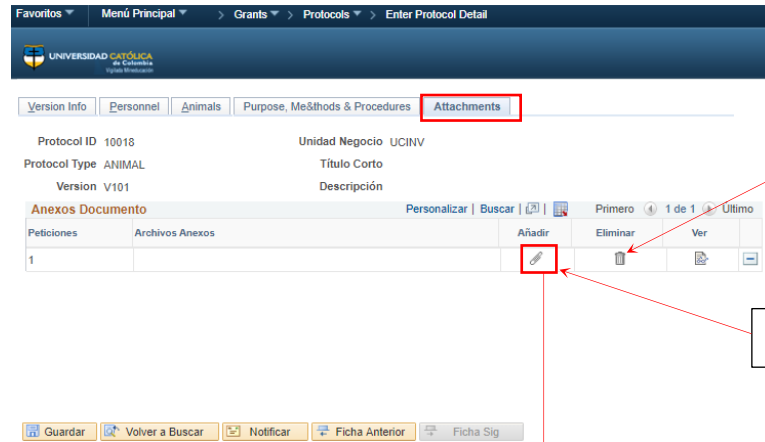 Favoritos Menú Principal > Grants > Protocols > Enter Protocol Detail
UNIVERSIDAD CATÓLICA
de Colombia
Vigilada Mineducación
Version Info Personnel Animals Purpose, Me&thods & Procedures Attachments
Protocol ID 10018 Unidad Negocio UCINV
Protocol Type ANIMAL Título Corto
Version V101 Descripción
Anexos Documento Personalizar | Buscar | | Primero 1 de 1 Último
Peticiones Archivos Anexos Añadir Eliminar Ver
1
Guardar Volver a Buscar Notificar Ficha Anterior Ficha Sig